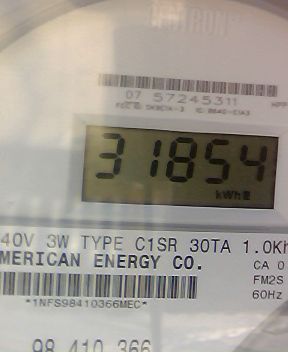 07 57245311
31854
kWh
40V 3W TYPE C1SR 30TA 1.0Kh
MERICAN ENERGY CO.
CA 0
FM2S
60Hz
*1NFS98410366MEC*
98 410 366